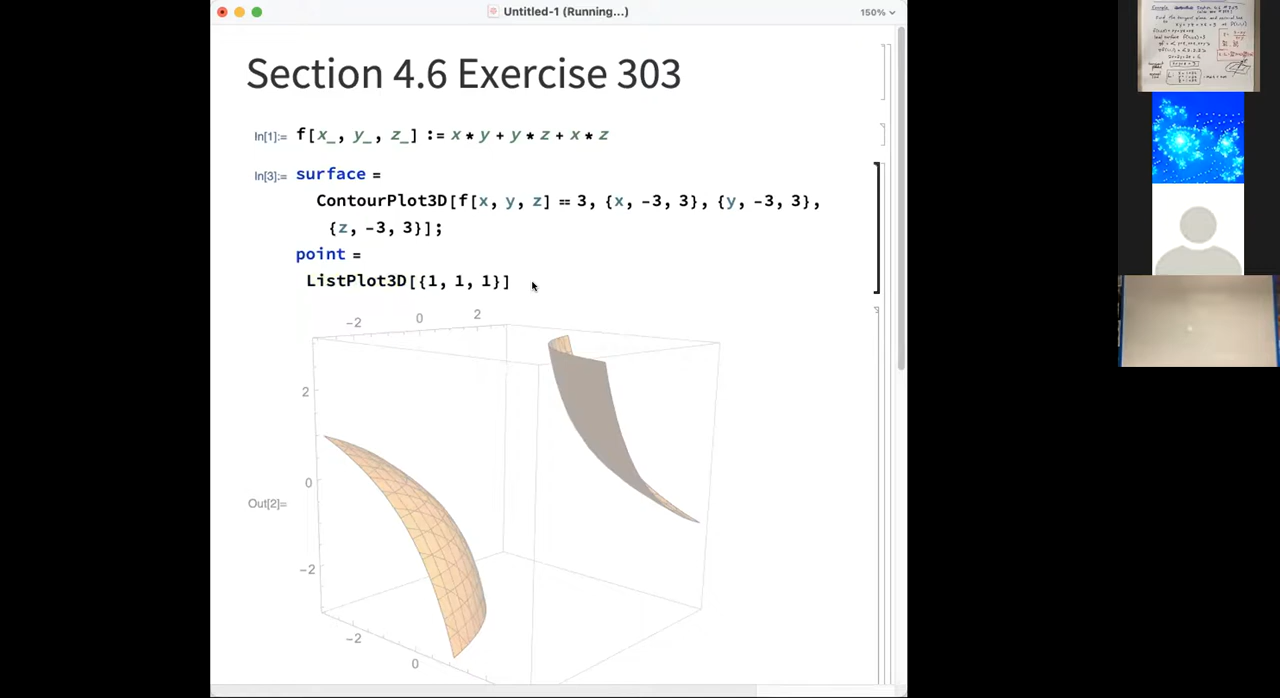 Untitled-1 (Running...)
150%
Section 4.6 Exercise 303
In[1]:= f[x_, y_, z_] := x * y + y * z + x * z
In[3]:= surface =
ContourPlot3D[f[x, y, z] == 3, {x, -3, 3}, {y, -3, 3},
{z, -3, 3}];
point =
ListPlot3D[{1, 1, 1}]
-2 0 2
2
0
Out[2]=
-2
-2
0